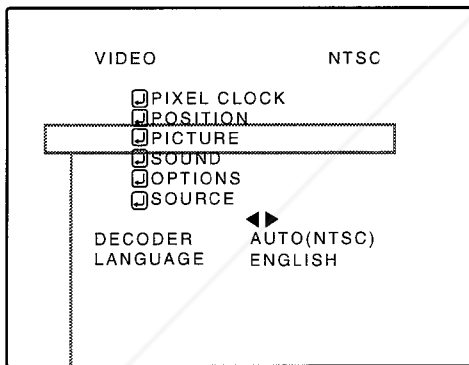 VIDEO NTSC
PIXEL CLOCK
POSITION
PICTURE
SOUND
OPTIONS
SOURCE
DECODER AUTO(NTSC)
LANGUAGE ENGLISH